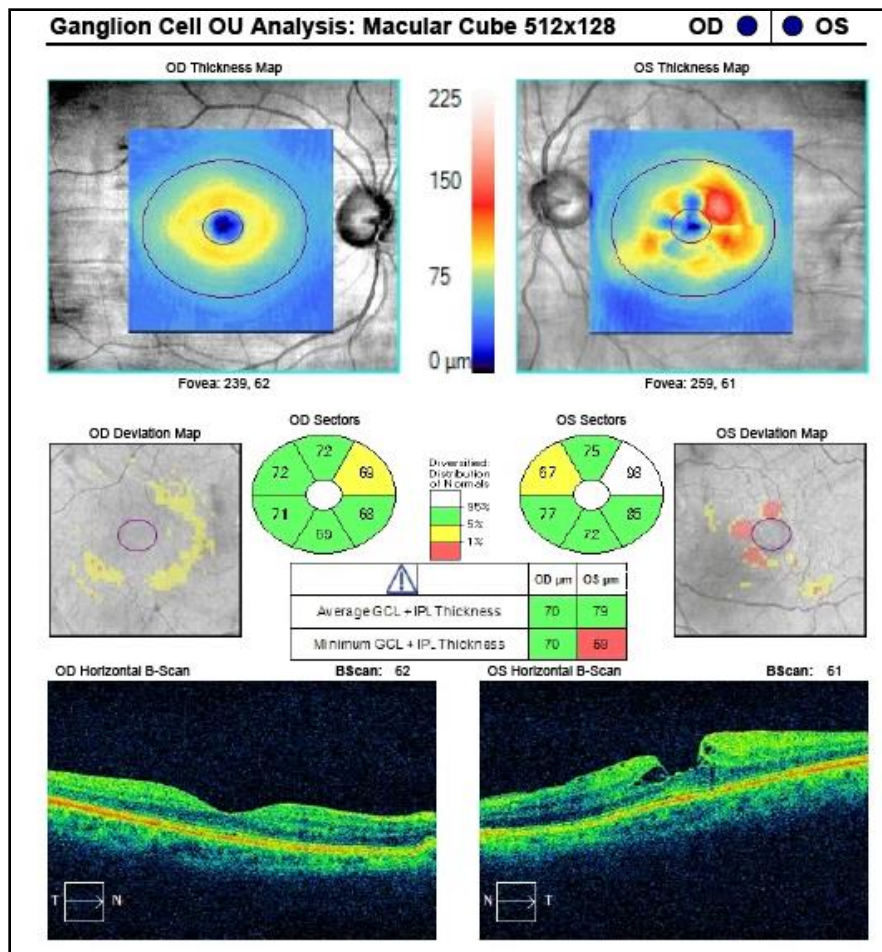 Ganglion Cell OU Analysis: Macular Cube 512x128 OD OS
OD Thickness Map
OS Thickness Map
225
150
75
0 µm
Fovea: 239, 62
Fovea: 259, 61
OD Deviation Map
OD Sectors
OS Sectors
OS Deviation Map
72
72 69
71 68
69
Diversified:
Distribution
of Normals
95%
5%
1%
75
67
77
72
OD µm OS µm
Average GCL + IPL Thickness 70 79
Minimum GCL + IPL Thickness 70
OD Horizontal B-Scan BScan: 62
OS Horizontal B-Scan BScan: 61
T N
N T